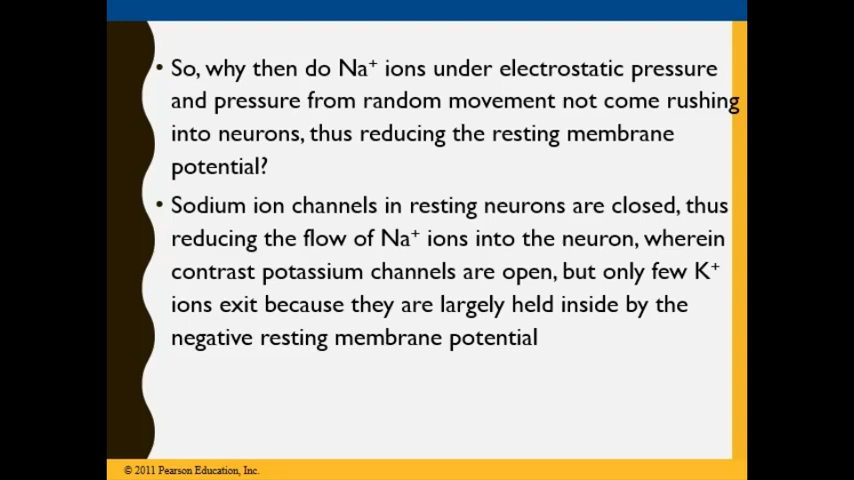 • So, why then do Na⁺ ions under electrostatic pressure
and pressure from random movement not come rushing
into neurons, thus reducing the resting membrane
potential?
• Sodium ion channels in resting neurons are closed, thus
reducing the flow of Na⁺ ions into the neuron, wherein
contrast potassium channels are open, but only few K⁺
ions exit because they are largely held inside by the
negative resting membrane potential
© 2011 Pearson Education, Inc.